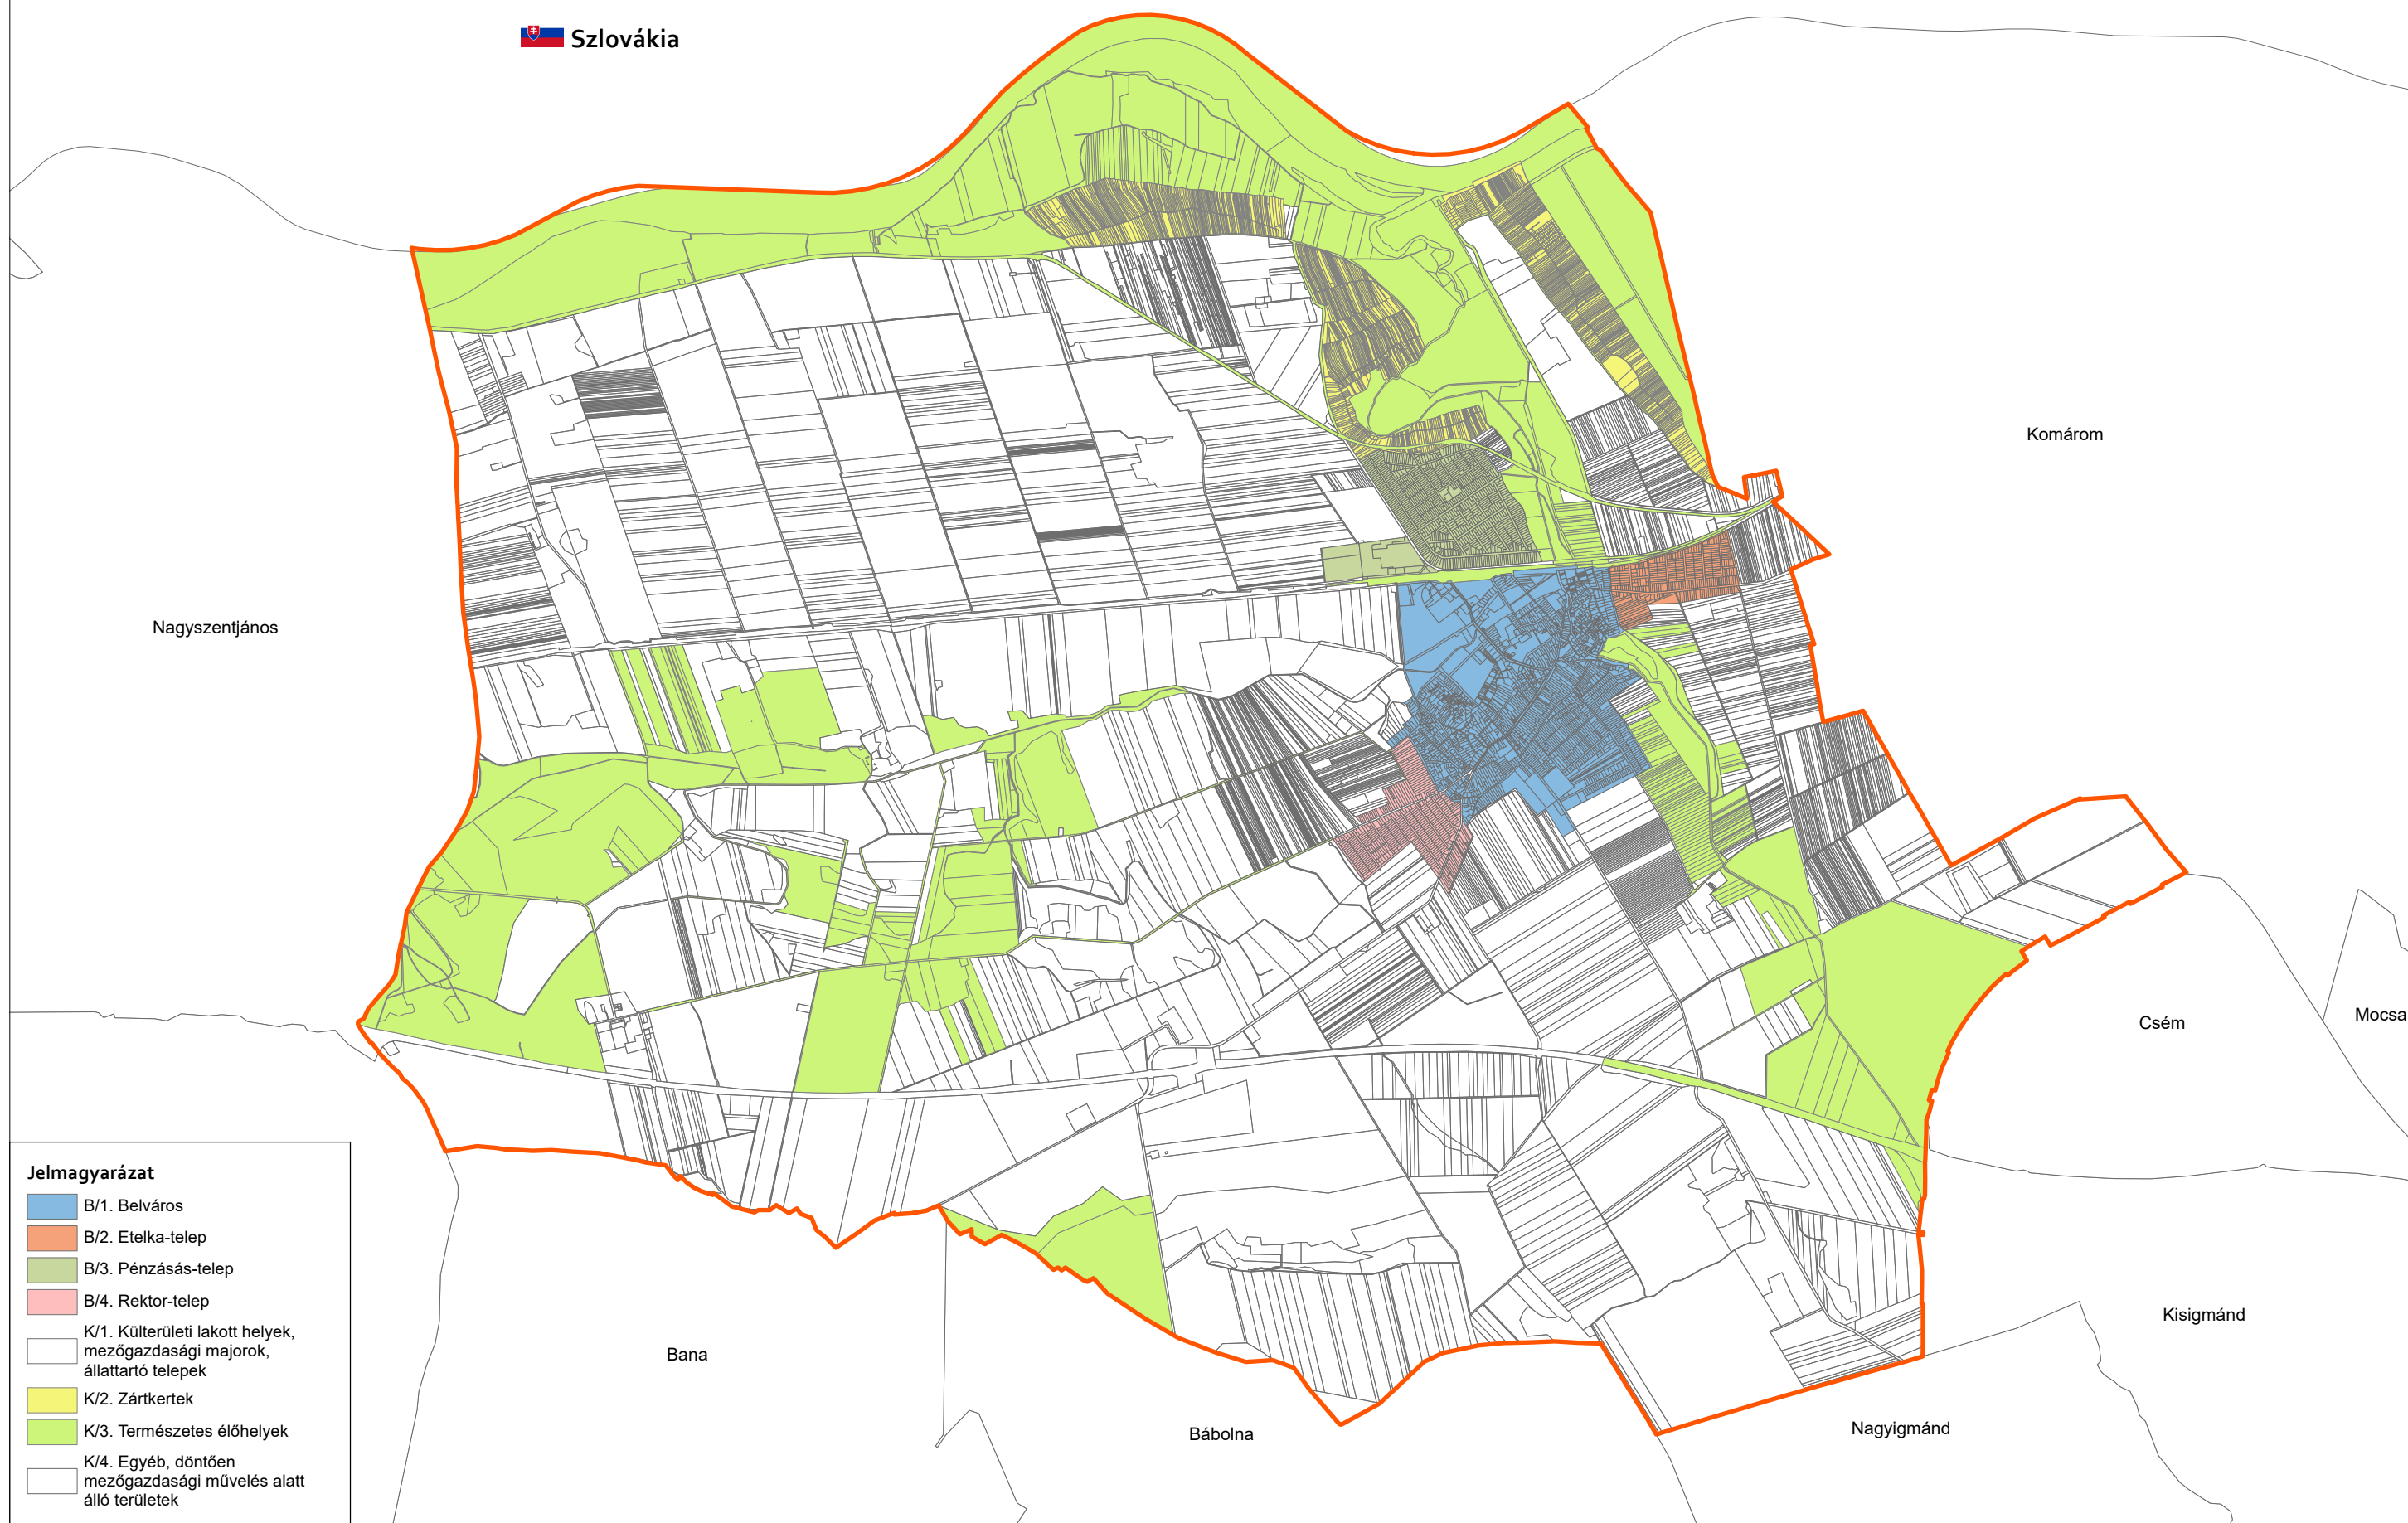 Szlovákia
Komárom
Nagyszentjános
Mocsa
Csém
Kisigmánd
Bana
Nagyigmánd
Bábolna
Jelmagyarázat
B/1. Belváros
B/2. Etelka-telep
B/3. Pénzásás-telep
B/4. Rektor-telep
K/1. Külterületi lakott helyek,
mezőgazdasági majorok,
állattartó telepek
K/2. Zártkertek
K/3. Természetes élőhelyek
K/4. Egyéb, döntően
mezőgazdasági művelés alatt
álló területek